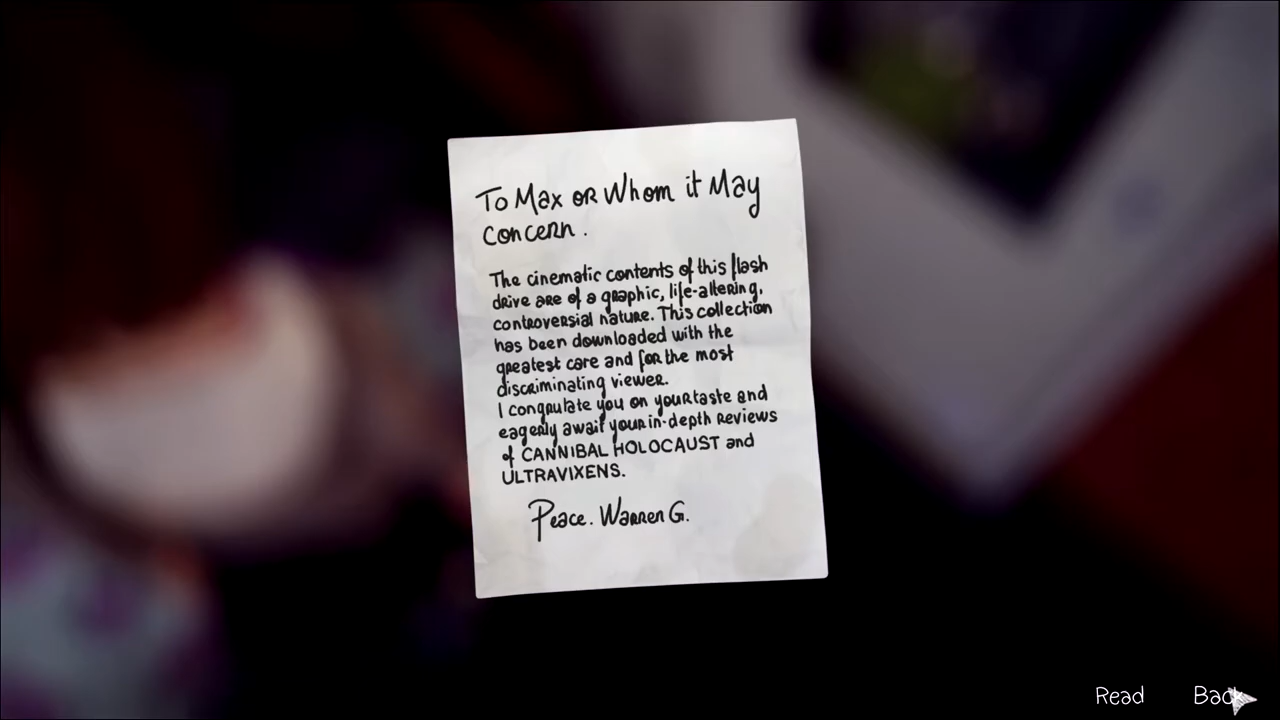 To Max or Whom it May
Concern.
The cinematic contents of this flash
drive are of a graphic, life-altering,
controversial nature. This collection
has been downloaded with the
greatest care and for the most
discriminating viewer.
I congrulate you on your taste and
eagerly await your in-depth reviews
of CANNIBAL HOLOCAUST and
ULTRAVIXENS.
Peace. Warren G.
Read Back